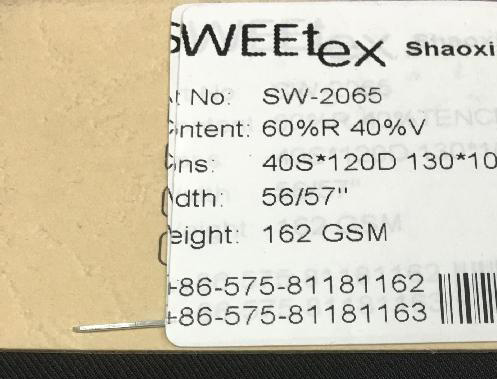 SWEEtex Shaoxi
t No: SW-2065
ntent: 60%R 40%V
ns: 40S*120D 130*10
dth: 56/57"
eight: 162 GSM
+86-575-81181162
+86-575-81181163